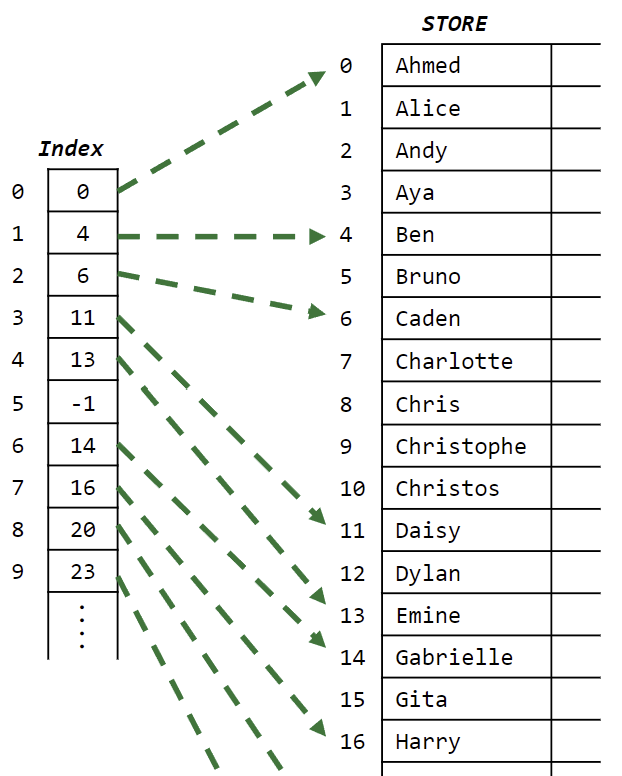 STORE
0 Ahmed
1 Alice
2 Andy
3 Aya
4 Ben
5 Bruno
6 Caden
7 Charlotte
8 Chris
9 Christophe
10 Christos
11 Daisy
12 Dylan
13 Emine
14 Gabrielle
15 Gita
16 Harry
Index
0 0
1 4
2 6
3 11
4 13
5 -1
6 14
7 16
8 20
9 23